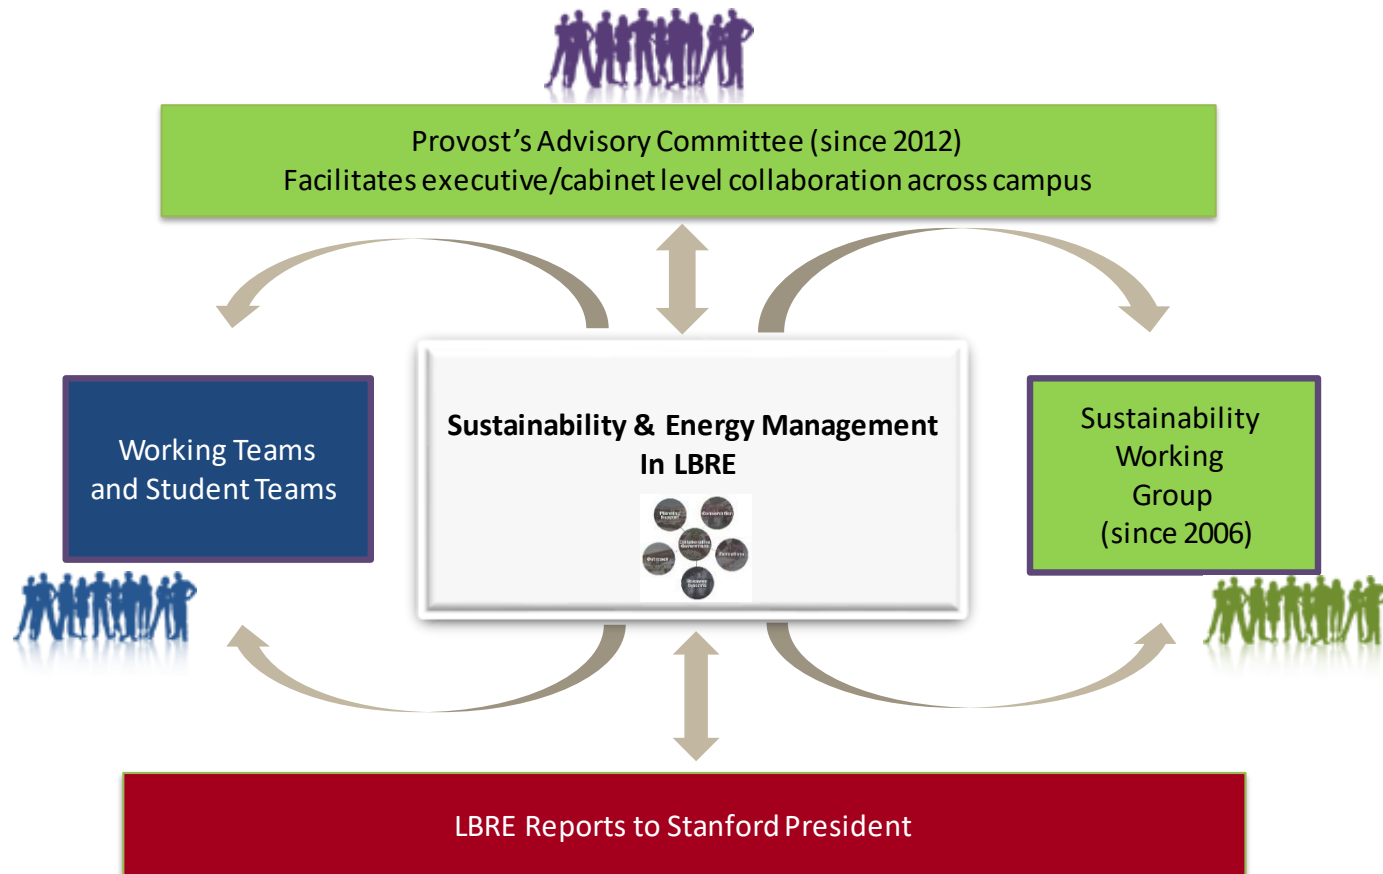 Provost's Advisory Committee (since 2012)
Facilitates executive/cabinet level collaboration across campus
Working Teams
and Student Teams
Sustainability & Energy Management
In LBRE
Sustainability
Working
Group
(since 2006)
LBRE Reports to Stanford President